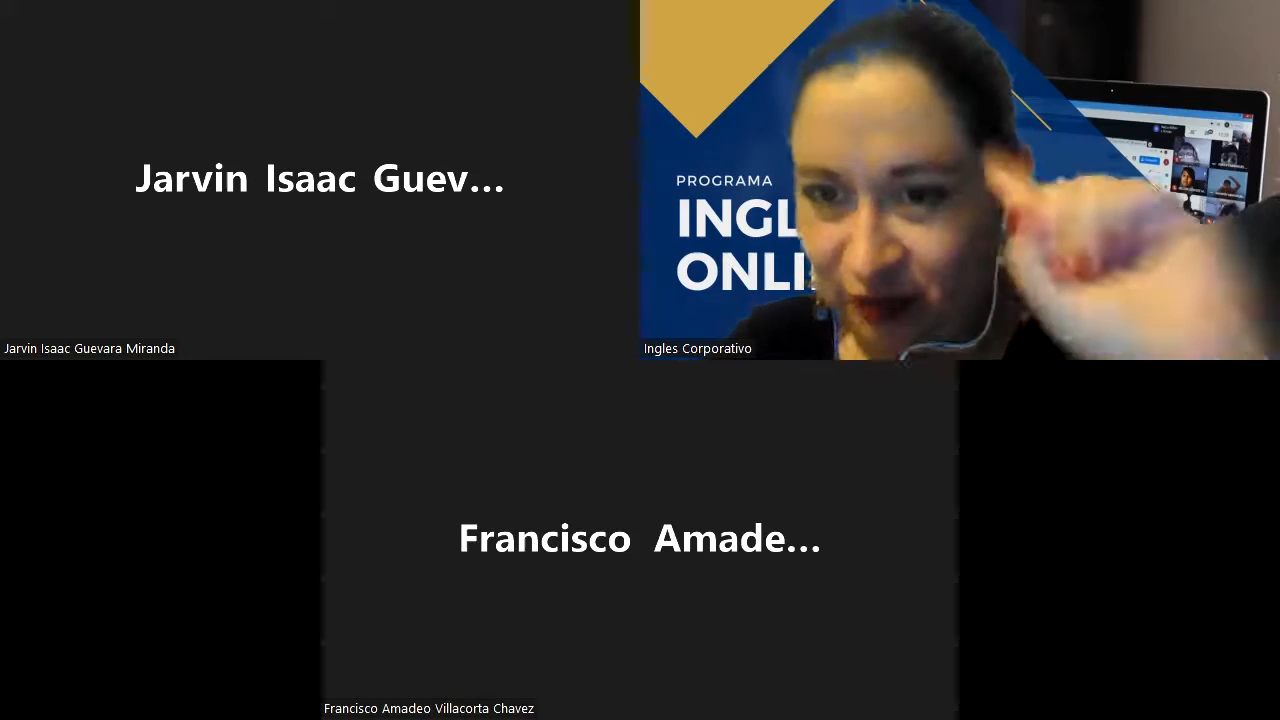 Jarvin Isaac Guev...
Jarvin Isaac Guevara Miranda
PROGRAMA
INGL
ONLI
Ingles Corporativo
Francisco Amade...
Francisco Amadeo Villacorta Chavez